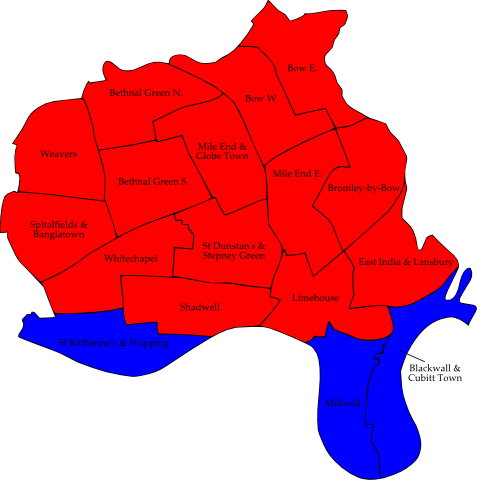 Bow E.
Bethnal Green N.
Bow W.
Mile End &
Globe Town
Weavers
Mile End E.
Bethnal Green S.
Bromley-by-Bow
Spitalfields &
Banglatown
St Dunstan's &
Stepney Green
Whitechapel
East India & Lansbury
Limehouse
Shadwell
St Katharine's & Wapping
Blackwall &
Cubitt Town
Millwall